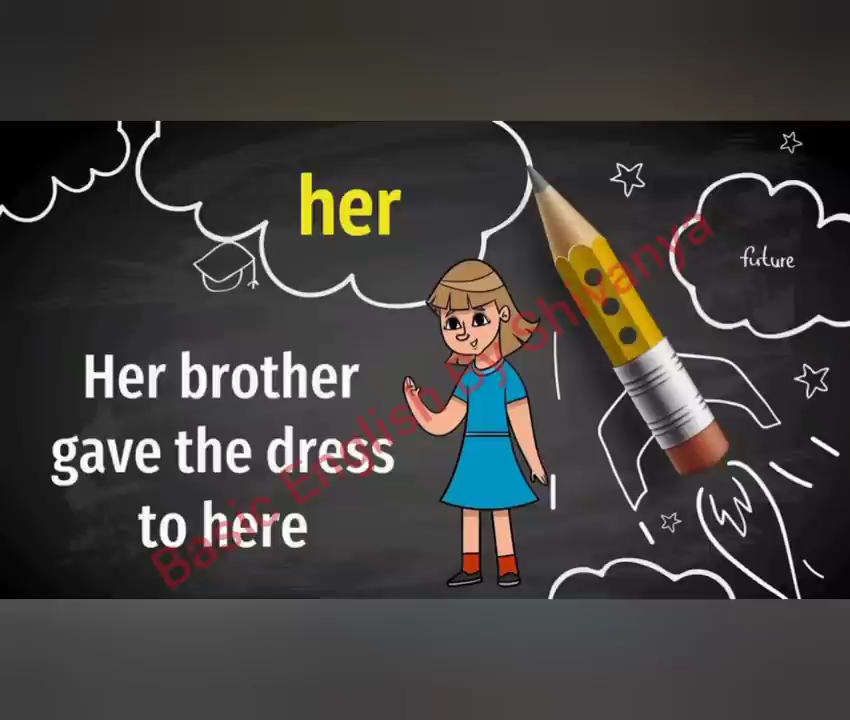 her
future
Her brother
gave the dress
to here
Basic English by Shivanya